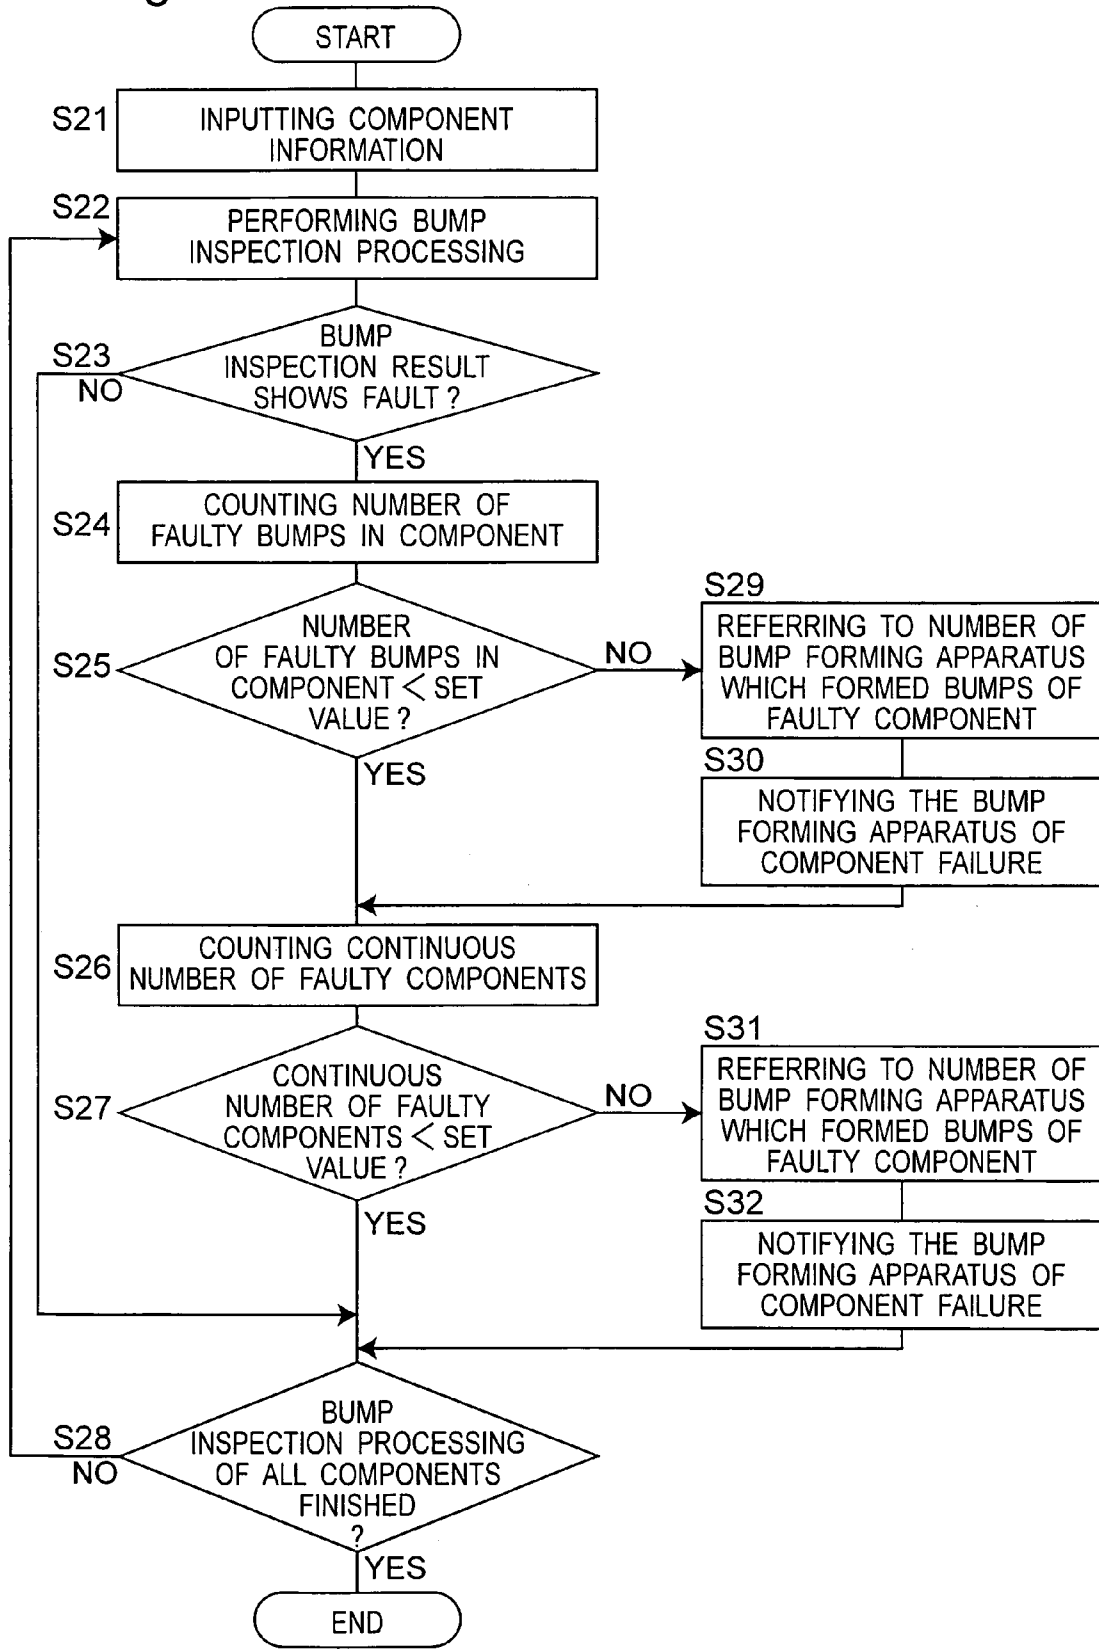 START
S21
INPUTTING COMPONENT
INFORMATION
S22
PERFORMING BUMP
INSPECTION PROCESSING
S23
NO
BUMP
INSPECTION RESULT
SHOWS FAULT ?
YES
S24
COUNTING NUMBER OF
FAULTY BUMPS IN COMPONENT
S25
NUMBER
OF FAULTY BUMPS IN
COMPONENT < SET
VALUE ?
NO
YES
S29
REFERRING TO NUMBER OF
BUMP FORMING APPARATUS
WHICH FORMED BUMPS OF
FAULTY COMPONENT
S30
NOTIFYING THE BUMP
FORMING APPARATUS OF
COMPONENT FAILURE
S26
COUNTING CONTINUOUS
NUMBER OF FAULTY COMPONENTS
S27
CONTINUOUS
NUMBER OF FAULTY
COMPONENTS < SET
VALUE ?
NO
YES
S31
REFERRING TO NUMBER OF
BUMP FORMING APPARATUS
WHICH FORMED BUMPS OF
FAULTY COMPONENT
S32
NOTIFYING THE BUMP
FORMING APPARATUS OF
COMPONENT FAILURE
S28
NO
BUMP
INSPECTION PROCESSING
OF ALL COMPONENTS
FINISHED
?
YES
END